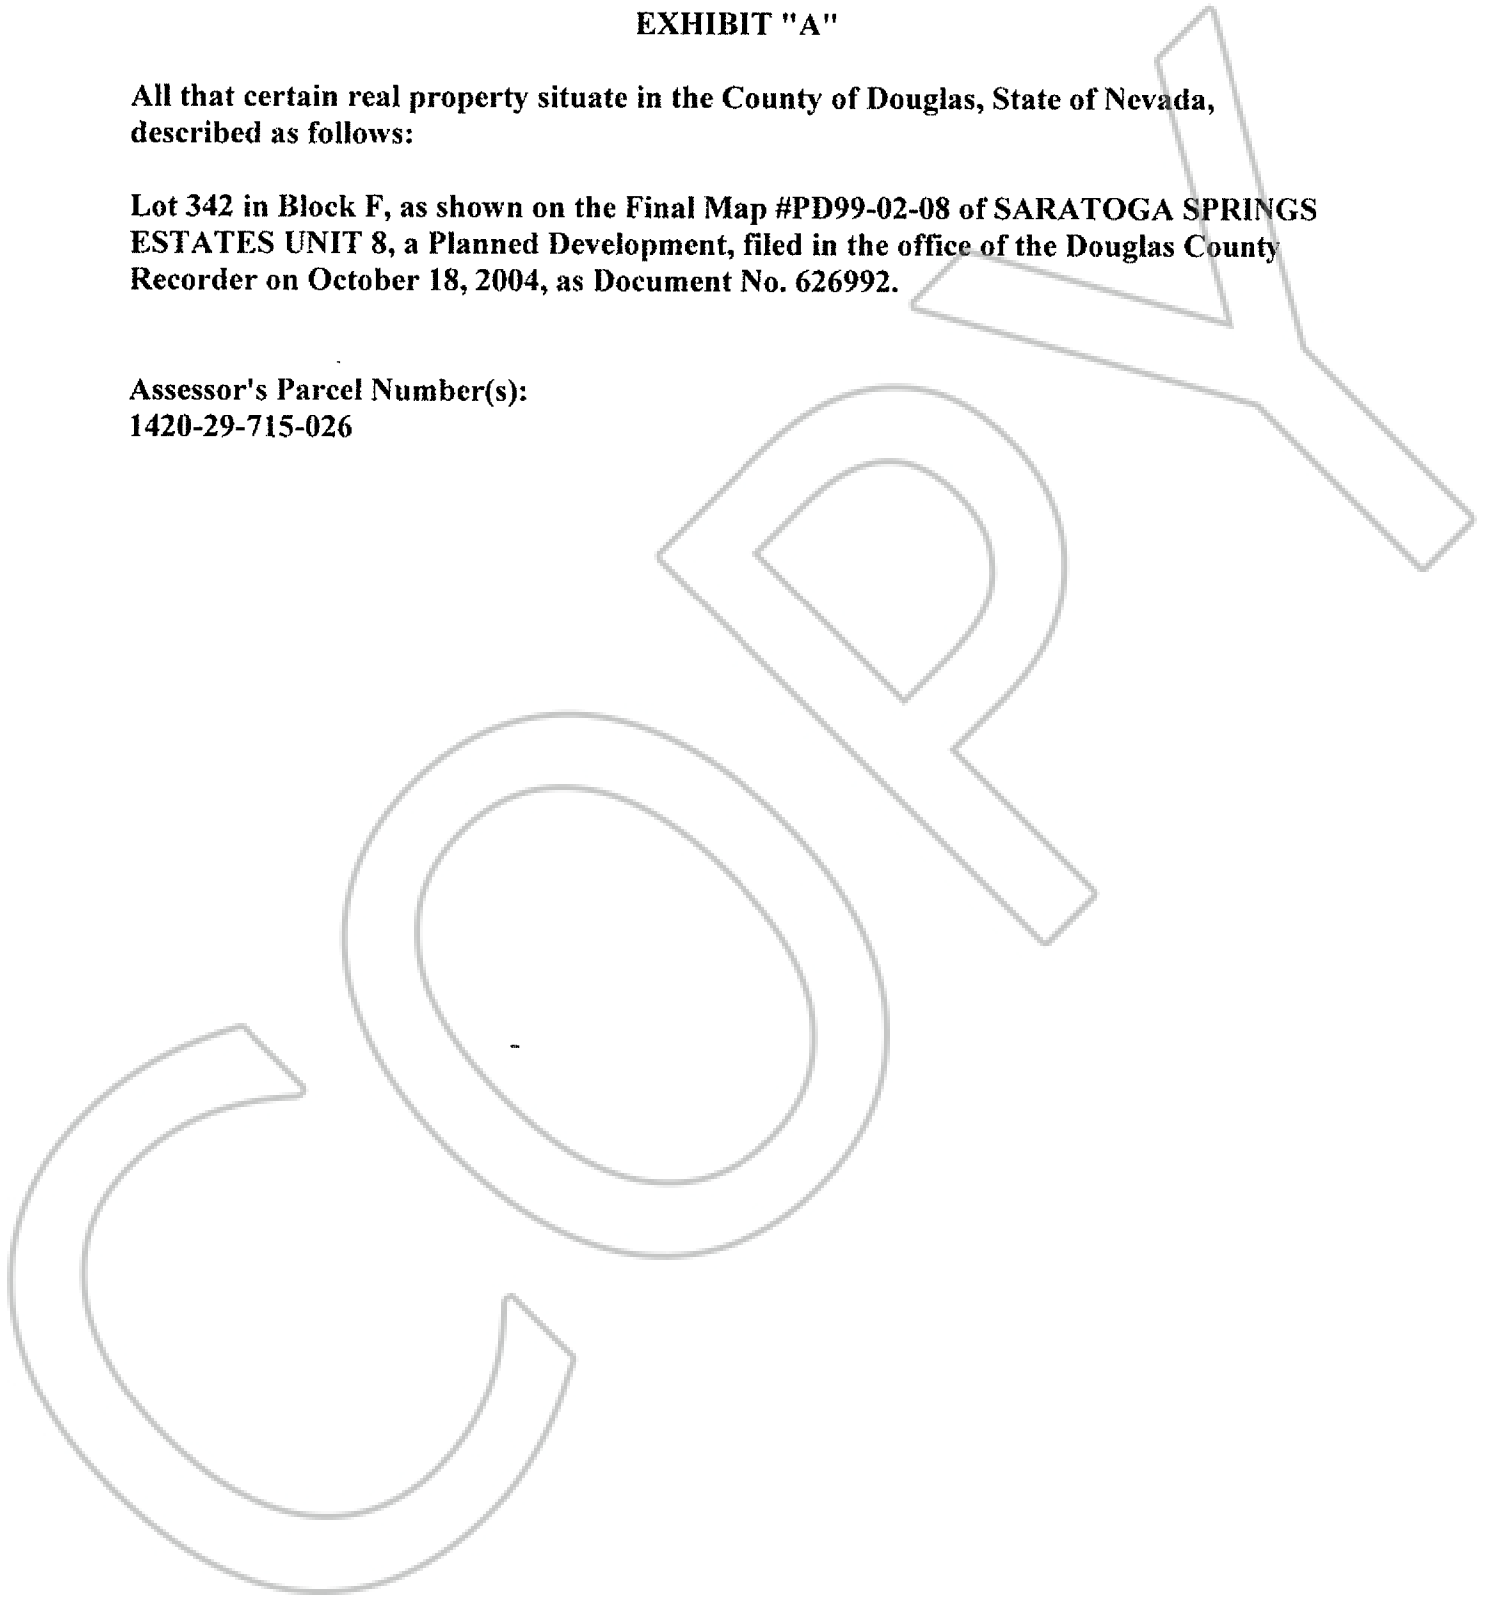 EXHIBIT "A"
All that certain real property situate in the County of Douglas, State of Nevada,
described as follows:
Lot 342 in Block F, as shown on the Final Map #PD99-02-08 of SARATOGA SPRINGS
ESTATES UNIT 8, a Planned Development, filed in the office of the Douglas County
Recorder on October 18, 2004, as Document No. 626992.
Assessor's Parcel Number(s):
1420-29-715-026
COPY